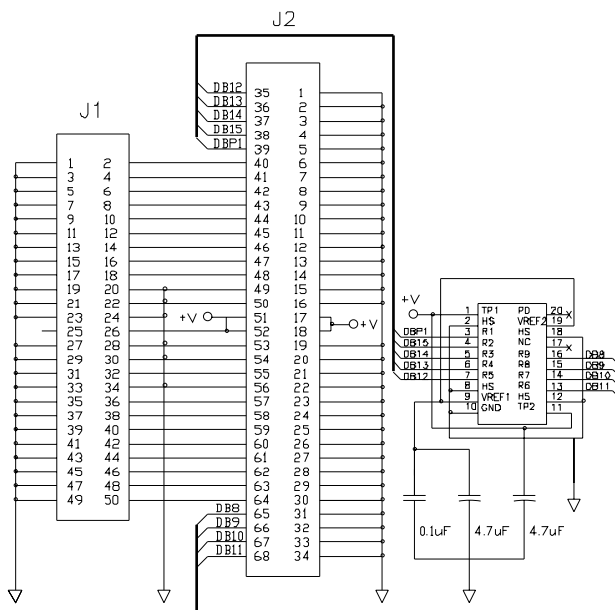 J2
J1
DB12 35 1
DB13 36 2
DB14 37 3
DB15 38 4
DBP1 39 5
1 2 40 6
3 4 41 7
5 6 42 8
7 8 43 9
9 10 44 10
11 12 45 11
13 14 46 12
15 16 47 13
17 18 48 14
19 20 49 15
21 22 50 16
23 24 +V 51 17
25 26 52 18 +V
27 28 53 19
29 30 54 20
31 32 55 21
33 34 56 22
35 36 57 23
37 38 58 24
39 40 59 25
41 42 60 26
43 44 61 27
45 46 62 28
47 48 63 29
49 50 64 30
DB8 65 31
DB9 66 32
DB10 67 33
DB11 68 34
+V
1 TP1 PD 20
2 HS VREF2 19
DBP1 3 R1 HS 18
DB15 4 R2 NC 17
DB14 5 R3 R9 16 DB8
DB13 6 R4 R8 15 DB9
DB12 7 R5 R7 14 DB10
8 HS R6 13 DB11
9 VREF1 HS 12
10 GND TP2 11
0.1uF 4.7uF 4.7uF